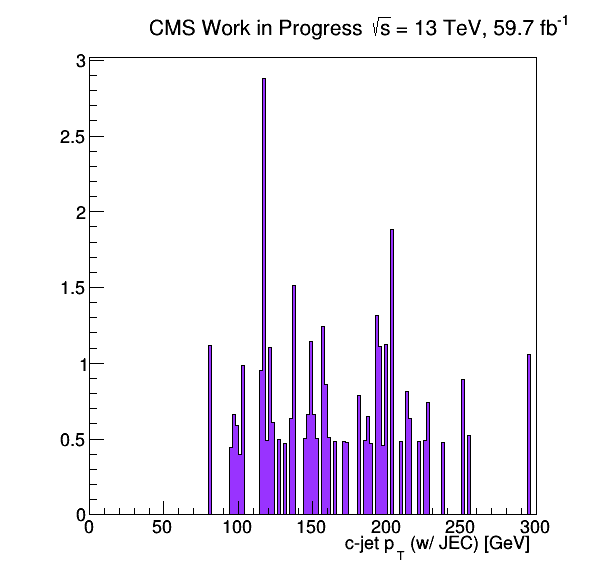 CMS Work in Progress √s = 13 TeV, 59.7 fb⁻¹
3
2.5
2
1.5
1
0.5
0
0 50 100 150 200 250 300
c-jet p_T (w/ JEC) [GeV]